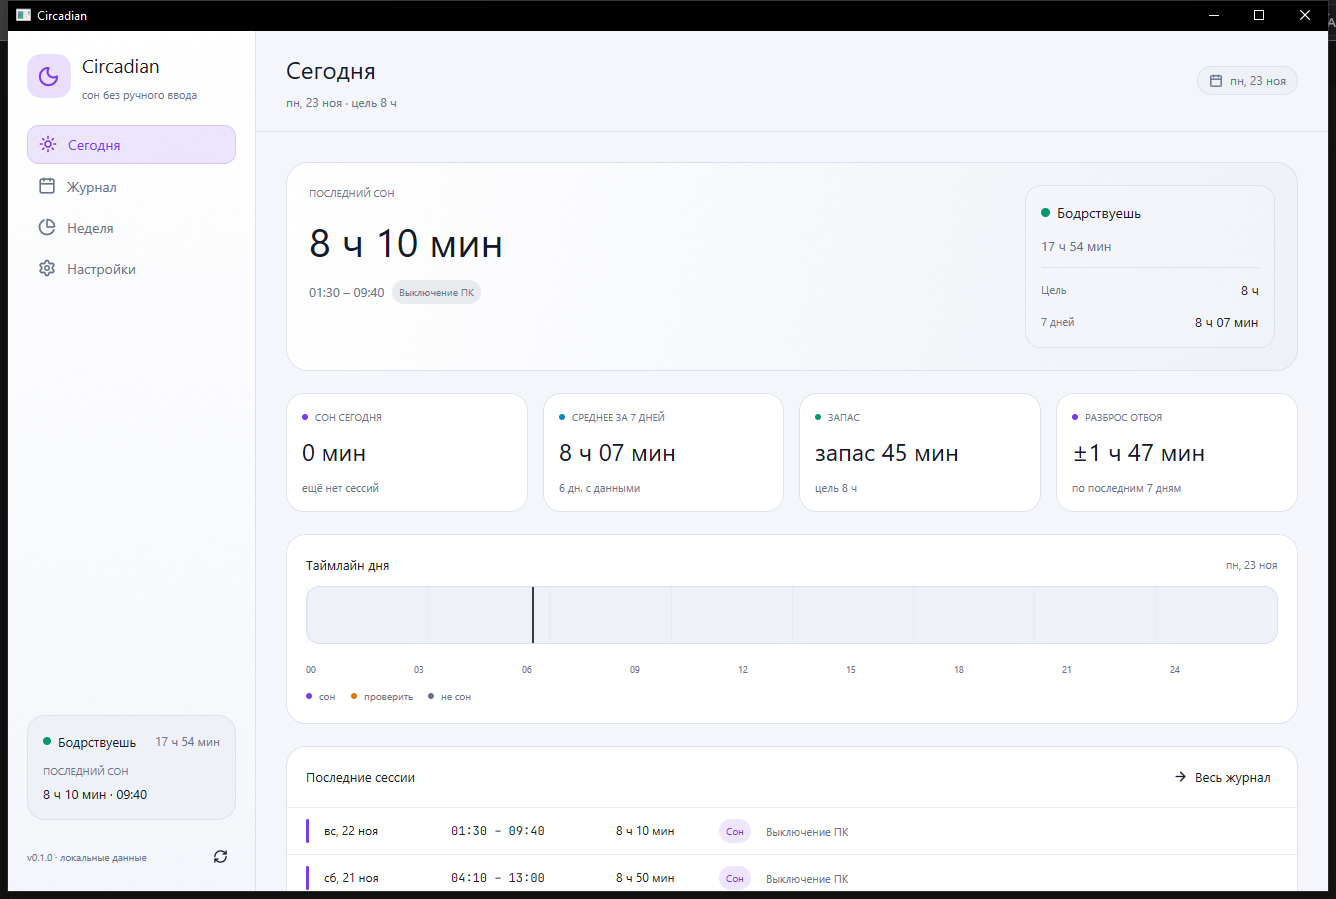 Circadian
Circadian
сон без ручного ввода
Сегодня
Журнал
Неделя
Настройки
Бодрствуешь 17 ч 54 мин
ПОСЛЕДНИЙ СОН
8 ч 10 мин · 09:40
v0.1.0 · локальные данные
Сегодня
пн, 23 ноя · цель 8 ч
пн, 23 ноя
ПОСЛЕДНИЙ СОН
8 ч 10 мин
01:30 – 09:40 Выключение ПК
Бодрствуешь
17 ч 54 мин
Цель 8 ч
7 дней 8 ч 07 мин
СОН СЕГОДНЯ
0 мин
ещё нет сессий
СРЕДНЕЕ ЗА 7 ДНЕЙ
8 ч 07 мин
6 дн. с данными
ЗАПАС
запас 45 мин
цель 8 ч
РАЗБРОС ОТБОЯ
±1 ч 47 мин
по последним 7 дням
Таймлайн дня пн, 23 ноя
00 03 06 09 12 15 18 21 24
сон проверить не сон
Последние сессии Весь журнал
вс, 22 ноя 01:30 – 09:40 8 ч 10 мин Сон Выключение ПК
сб, 21 ноя 04:10 – 13:00 8 ч 50 мин Сон Выключение ПК